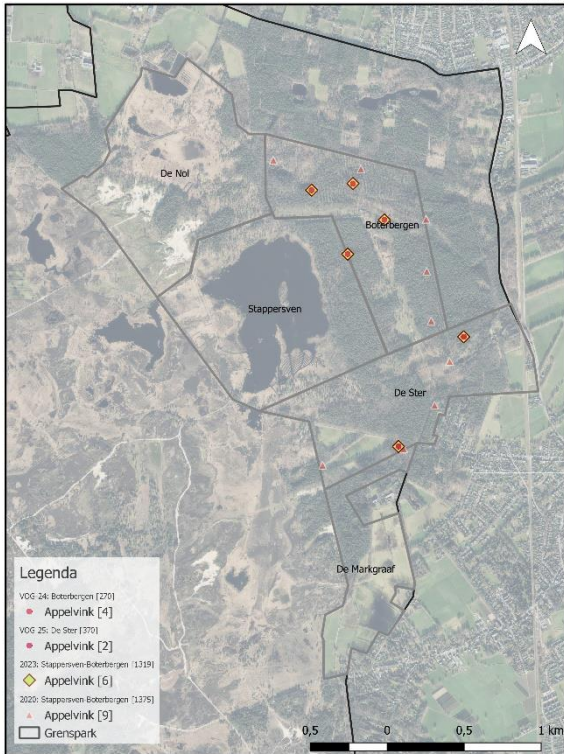 De Nol
Boterbergen
Stappersven
De Ster
De Markgraaf
Legenda
VOG 24: Boterbergen [270]
Appelvink [4]
VOG 25: De Ster [370]
Appelvink [2]
2023: Stappersven-Boterbergen [1319]
Appelvink [6]
2020: Stappersven-Boterbergen [1375]
Appelvink [9]
Grenspark
0,5 0 0,5 1 km